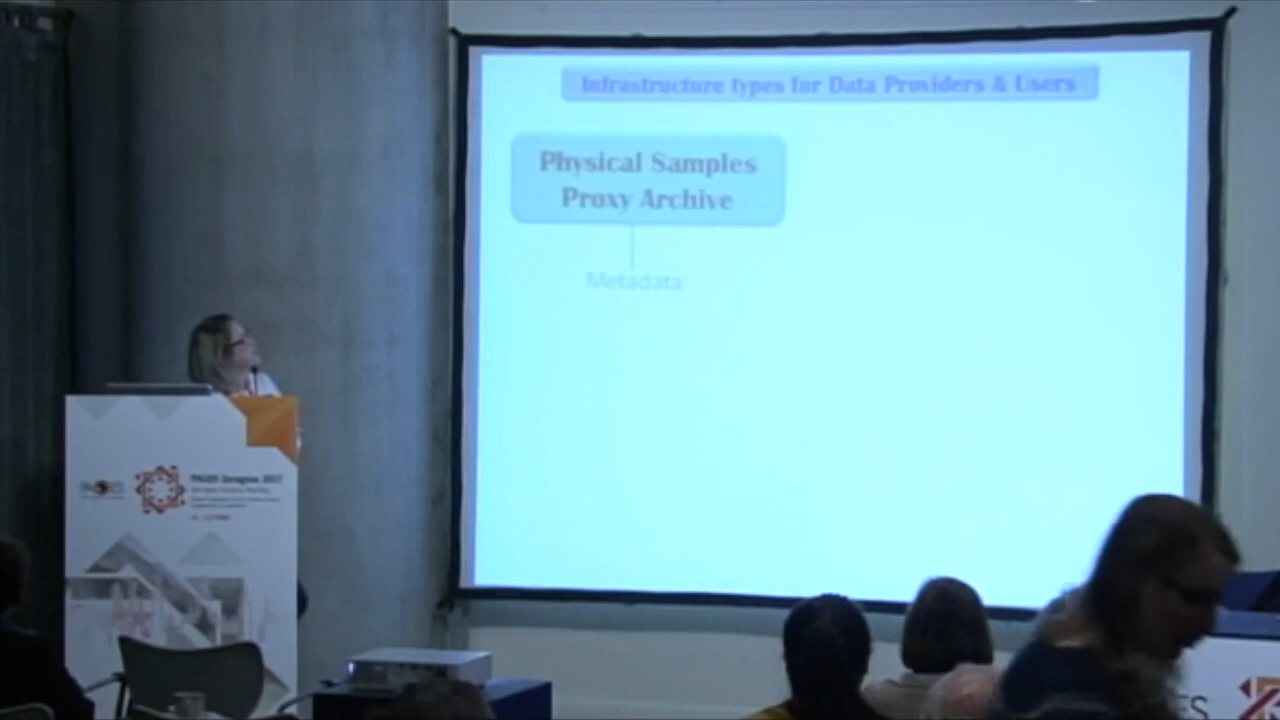 Infrastructure types for Data Providers & Users
Physical Samples
Proxy Archive
Metadata
PAGES Zaragoza 2017